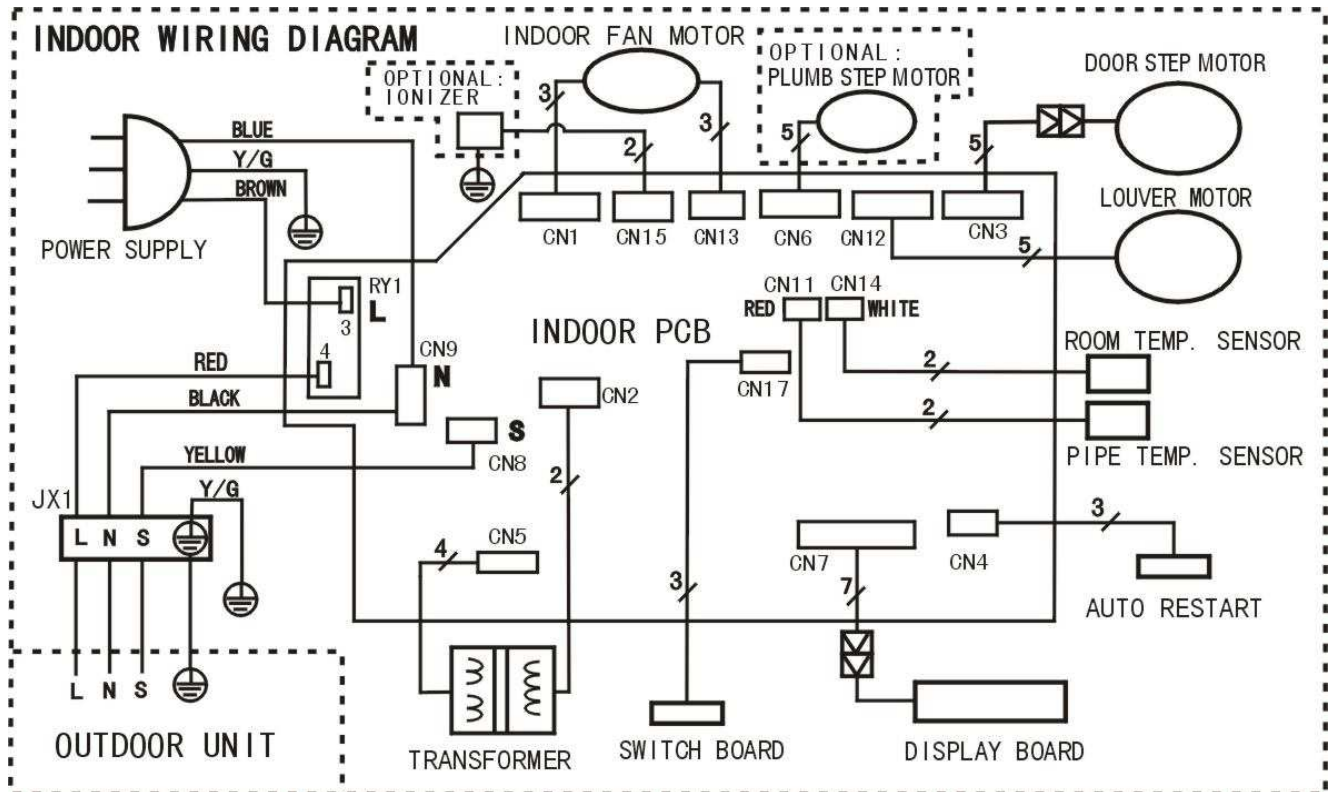 INDOOR WIRING DIAGRAM
INDOOR FAN MOTOR
OPTIONAL:
IONIZER
OPTIONAL:
PLUMB STEP MOTOR
DOOR STEP MOTOR
BLUE
Y/G
BROWN
POWER SUPPLY
3
3
2
5
5
LOUVER MOTOR
CN1
CN15
CN13
CN6
CN12
CN3
5
RY1
L
3
4
CN11
CN14
RED
WHITE
INDOOR PCB
ROOM TEMP. SENSOR
RED
CN9
N
CN17
2
BLACK
CN2
2
S
CN8
PIPE TEMP. SENSOR
YELLOW
Y/G
2
JX1
L N S
CN5
4
3
CN7
7
CN4
3
AUTO RESTART
L N S
OUTDOOR UNIT
TRANSFORMER
SWITCH BOARD
DISPLAY BOARD